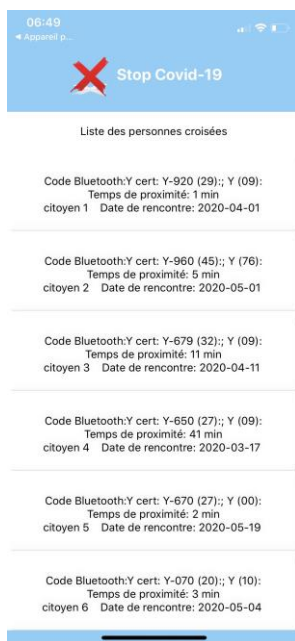 06:49
◀ Appareil p...
Stop Covid-19
Liste des personnes croisées
Code Bluetooth:Y cert: Y-920 (29):; Y (09):
Temps de proximité: 1 min
citoyen 1 Date de rencontre: 2020-04-01
Code Bluetooth:Y cert: Y-960 (45):; Y (76):
Temps de proximité: 5 min
citoyen 2 Date de rencontre: 2020-05-01
Code Bluetooth:Y cert: Y-679 (32):; Y (09):
Temps de proximité: 11 min
citoyen 3 Date de rencontre: 2020-04-11
Code Bluetooth:Y cert: Y-650 (27):; Y (09):
Temps de proximité: 41 min
citoyen 4 Date de rencontre: 2020-03-17
Code Bluetooth:Y cert: Y-670 (27):; Y (00):
Temps de proximité: 2 min
citoyen 5 Date de rencontre: 2020-05-19
Code Bluetooth:Y cert: Y-070 (20):; Y (10):
Temps de proximité: 3 min
citoyen 6 Date de rencontre: 2020-05-04